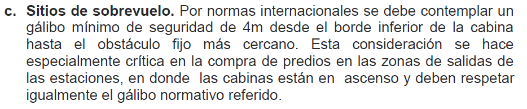 c. Sitios de sobrevuelo. Por normas internacionales se debe contemplar un
gálibo mínimo de seguridad de 4m desde el borde inferior de la cabina
hasta el obstáculo fijo más cercano. Esta consideración se hace
especialmente crítica en la compra de predios en las zonas de salidas de
las estaciones, en donde las cabinas están en ascenso y deben respetar
igualmente el gálibo normativo referido.